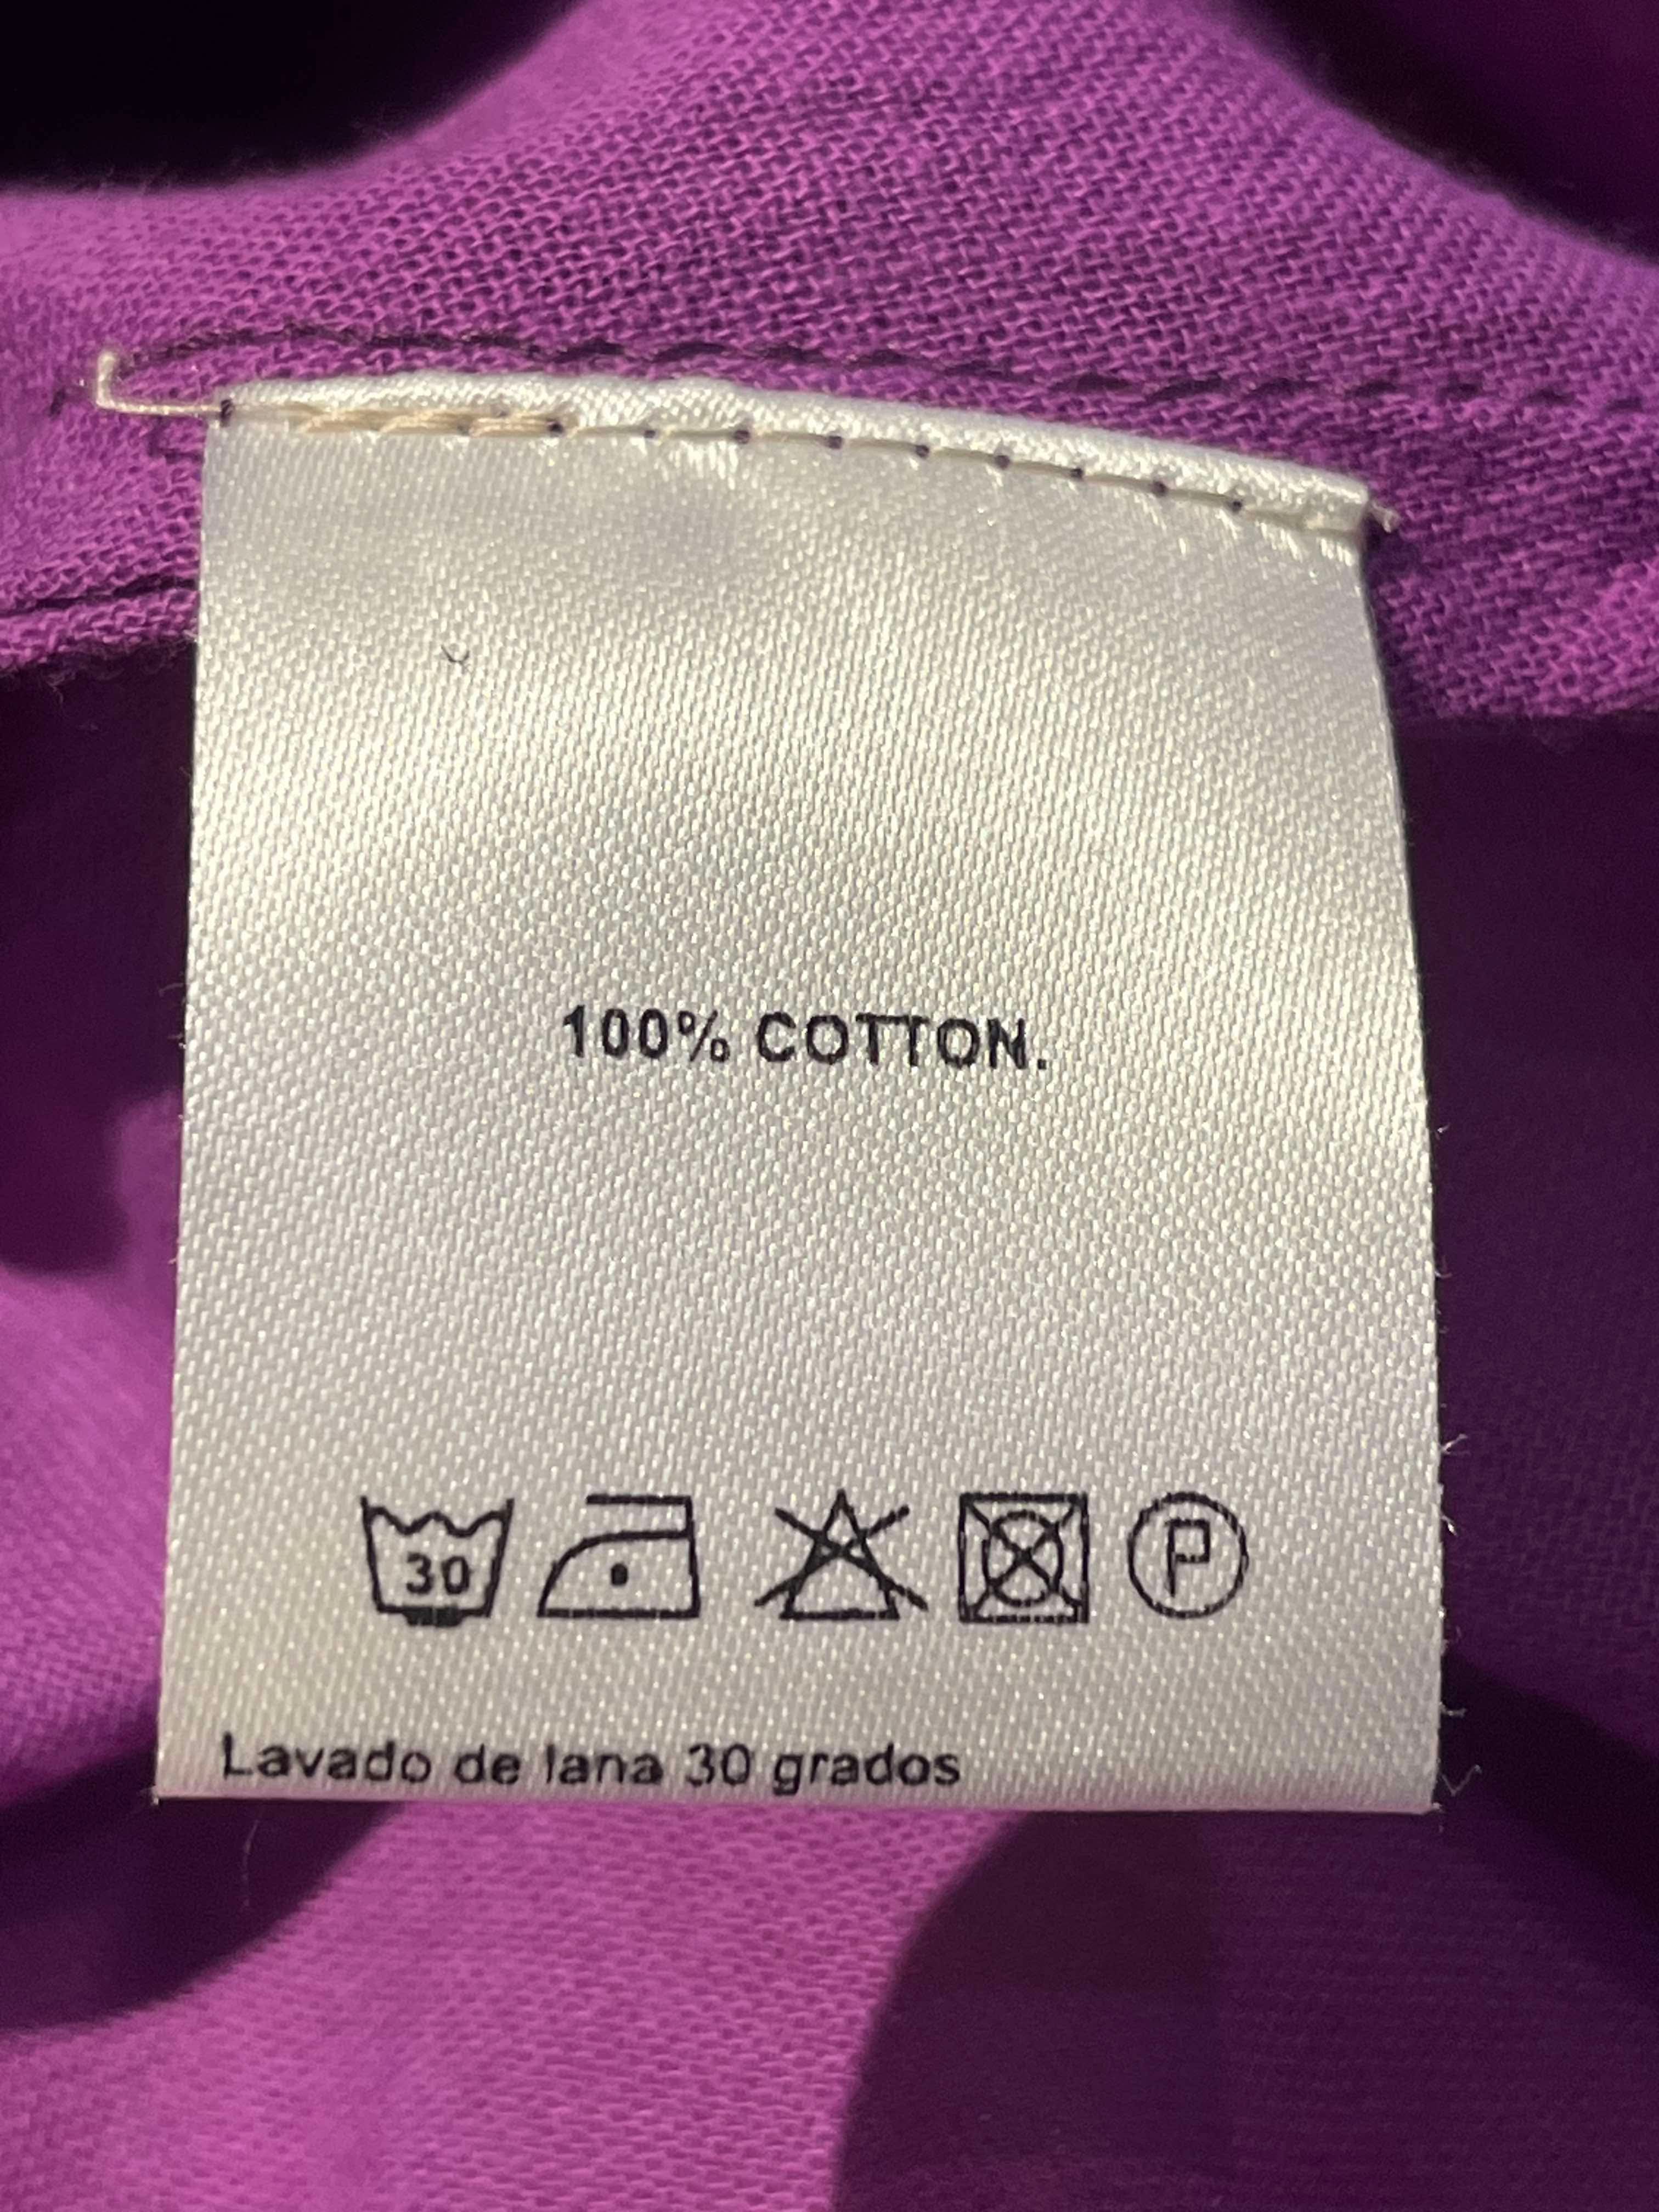 100% COTTON.
30 P
Lavado de lana 30 grados